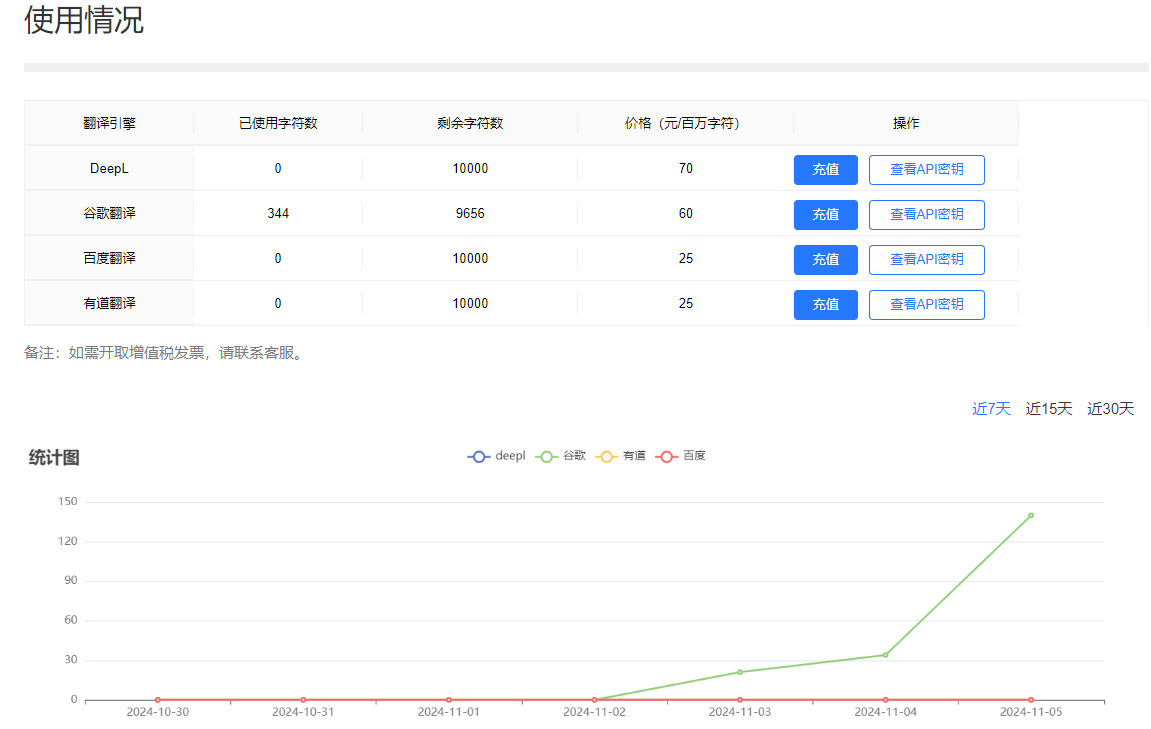 使用情况
翻译引擎 已使用字符数 剩余字符数 价格（元/百万字符） 操作
DeepL 0 10000 70 充值 查看API密钥
谷歌翻译 344 9656 60 充值 查看API密钥
百度翻译 0 10000 25 充值 查看API密钥
有道翻译 0 10000 25 充值 查看API密钥
备注：如需开取增值税发票，请联系客服。
近7天 近15天 近30天
统计图 deepl 谷歌 有道 百度
150
120
90
60
30
0
2024-10-30 2024-10-31 2024-11-01 2024-11-02 2024-11-03 2024-11-04 2024-11-05